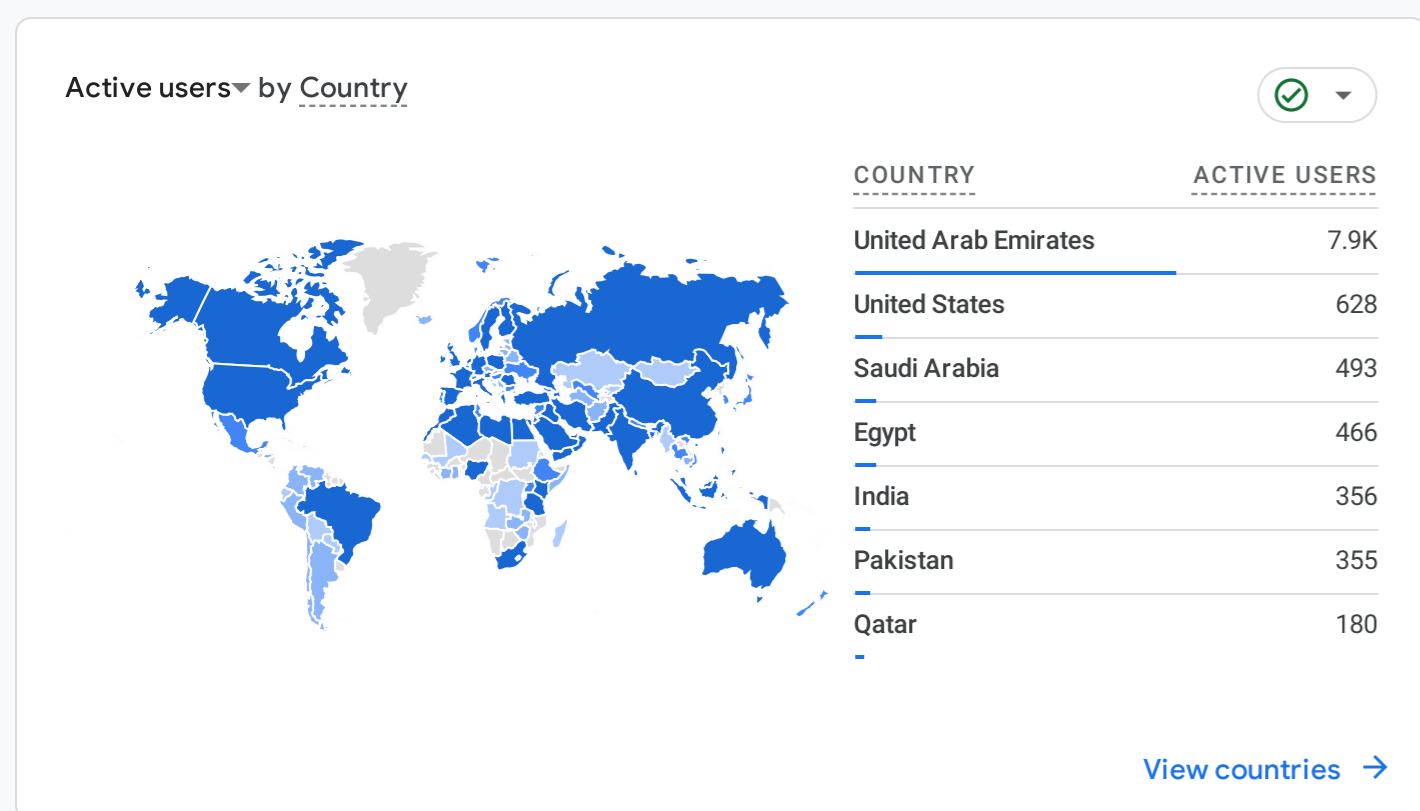 Active users by Country
COUNTRY ACTIVE USERS
United Arab Emirates 7.9K
United States 628
Saudi Arabia 493
Egypt 466
India 356
Pakistan 355
Qatar 180
View countries